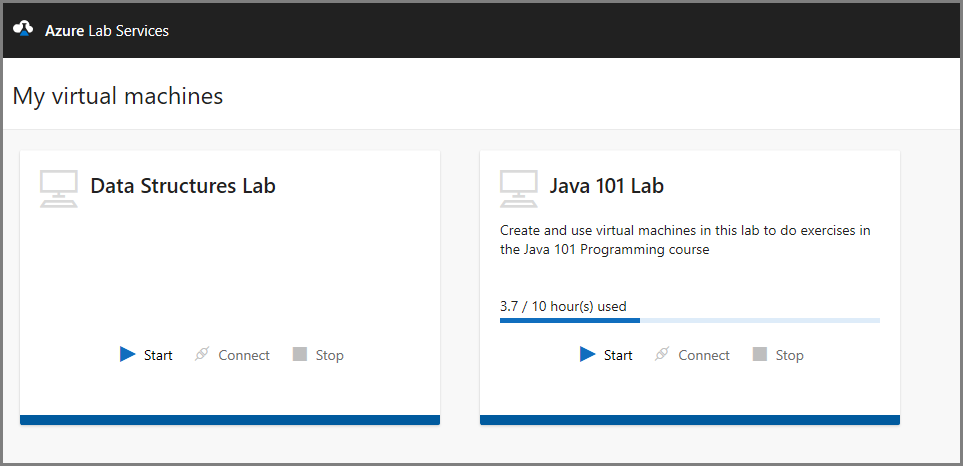 Azure Lab Services
My virtual machines
Data Structures Lab
Start Connect Stop
Java 101 Lab
Create and use virtual machines in this lab to do exercises in
the Java 101 Programming course
3.7 / 10 hour(s) used
Start Connect Stop